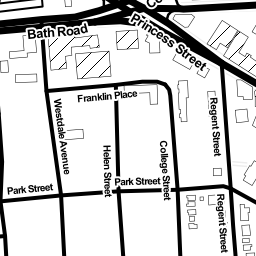 Co
Princess Street
Bath Road
Franklin Place
Westdale Avenue
Helen Street
College Street
Regent Street
Park Street
Park Street
Regent Street